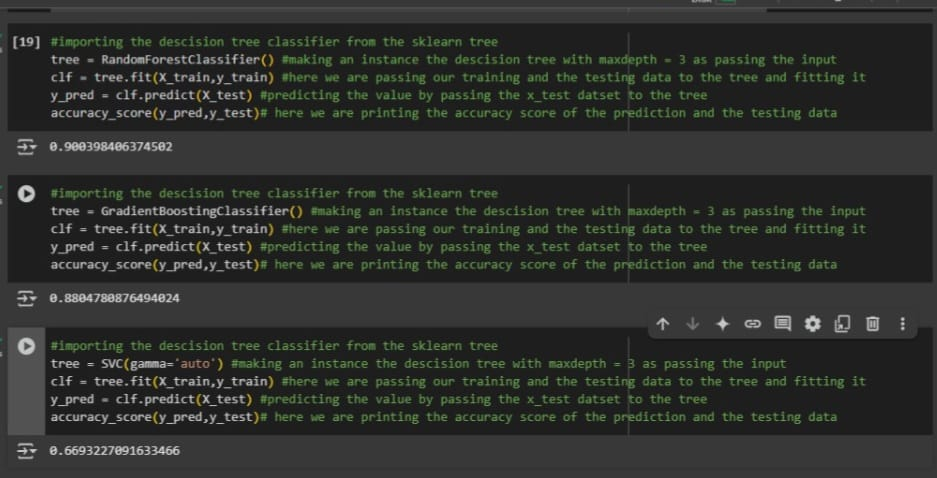 [19] #importing the descision tree classifier from the sklearn tree
tree = RandomForestClassifier() #making an instance the descision tree with maxdepth = 3 as passing the input
clf = tree.fit(X_train,y_train) #here we are passing our training and the testing data to the tree and fitting it
y_pred = clf.predict(X_test) #predicting the value by passing the x_test datset to the tree
accuracy_score(y_pred,y_test)# here we are printing the accuracy score of the prediction and the testing data
0.900398406374502
#importing the descision tree classifier from the sklearn tree
tree = GradientBoostingClassifier() #making an instance the descision tree with maxdepth = 3 as passing the input
clf = tree.fit(X_train,y_train) #here we are passing our training and the testing data to the tree and fitting it
y_pred = clf.predict(X_test) #predicting the value by passing the x_test datset to the tree
accuracy_score(y_pred,y_test)# here we are printing the accuracy score of the prediction and the testing data
0.8804780876494024
#importing the descision tree classifier from the sklearn tree
tree = SVC(gamma='auto') #making an instance the descision tree with maxdepth = 3 as passing the input
clf = tree.fit(X_train,y_train) #here we are passing our training and the testing data to the tree and fitting it
y_pred = clf.predict(X_test) #predicting the value by passing the x_test datset to the tree
accuracy_score(y_pred,y_test)# here we are printing the accuracy score of the prediction and the testing data
0.6693227091633466